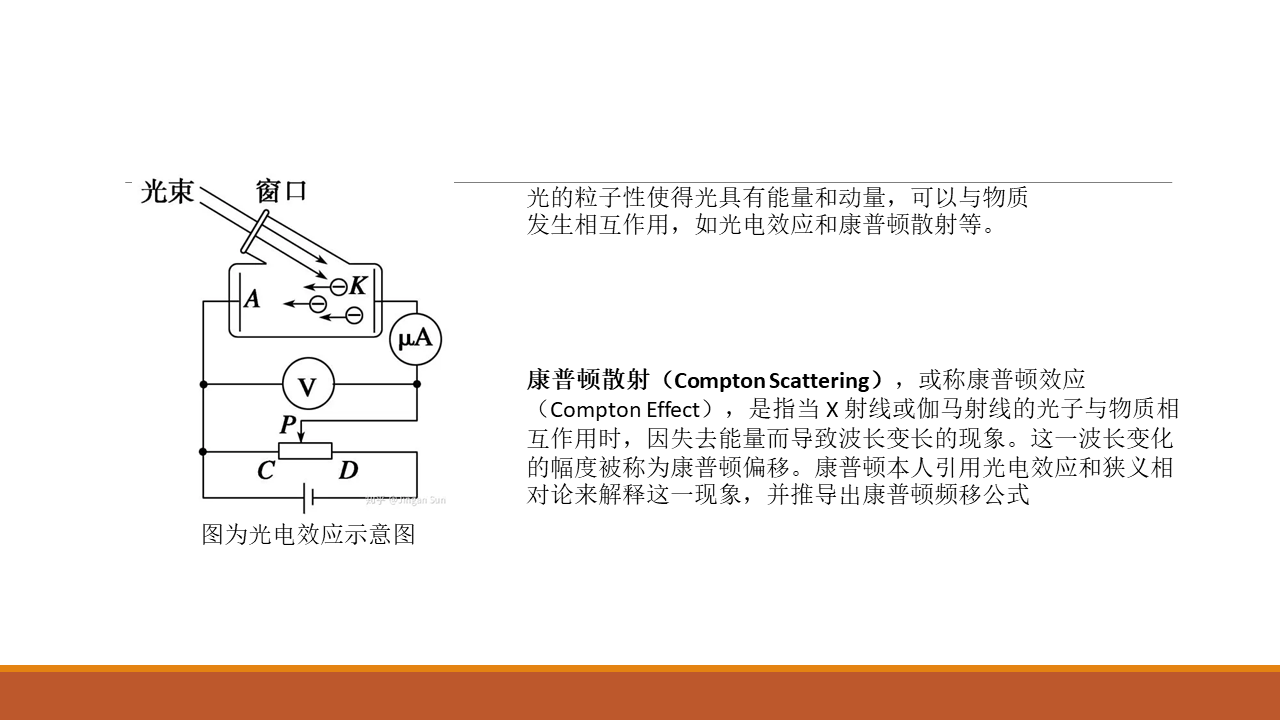 光束
窗口
A
K
μA
V
P
C
D
知乎 @Jingan Sun
图为光电效应示意图
光的粒子性使得光具有能量和动量，可以与物质
发生相互作用，如光电效应和康普顿散射等。
康普顿散射（Compton Scattering），或称康普顿效应
（Compton Effect），是指当 X 射线或伽马射线的光子与物质相
互作用时，因失去能量而导致波长变长的现象。这一波长变化
的幅度被称为康普顿偏移。康普顿本人引用光电效应和狭义相
对论来解释这一现象，并推导出康普顿频移公式